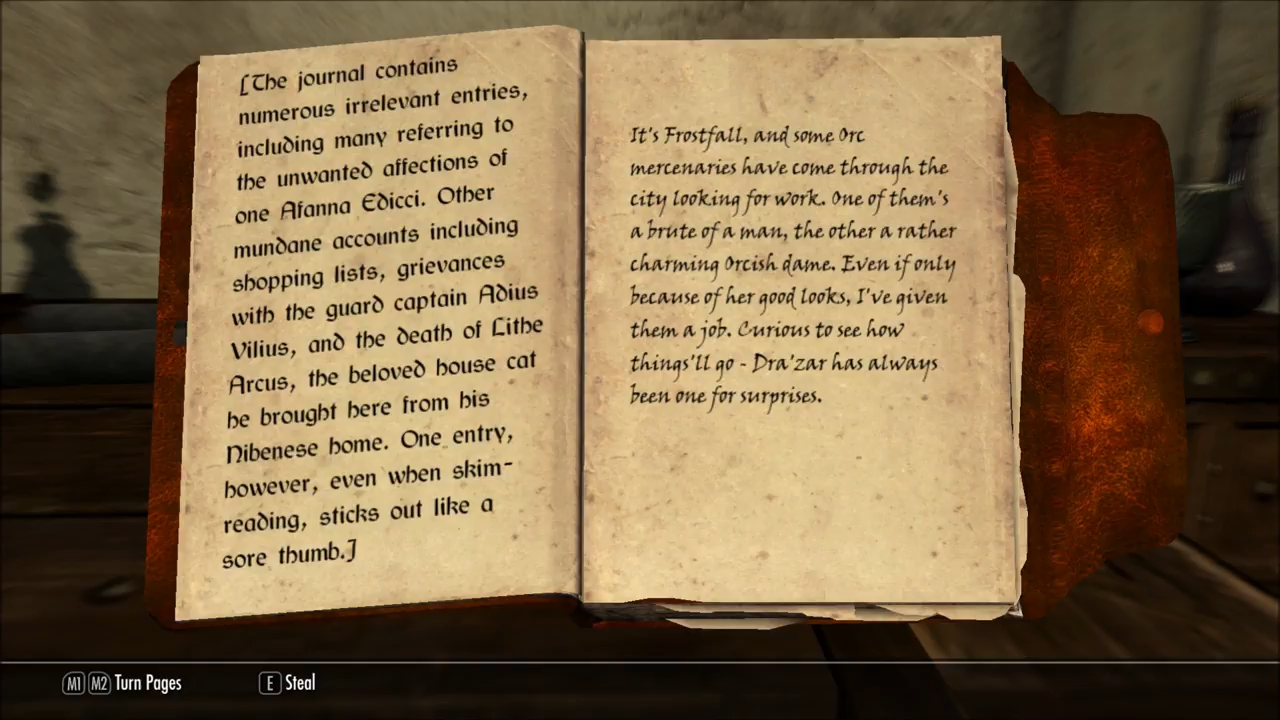 [The journal contains
numerous irrelevant entries,
including many referring to
the unwanted affections of
one Afanna Edicci. Other
mundane accounts including
shopping lists, grievances
with the guard captain Adius
Vilius, and the death of Lithe
Arcus, the beloved house cat
he brought here from his
Nibenese home. One entry,
however, even when skim-
reading, sticks out like a
sore thumb.]
It's Frostfall, and some Orc
mercenaries have come through the
city looking for work. One of them's
a brute of a man, the other a rather
charming Orcish dame. Even if only
because of her good looks, I've given
them a job. Curious to see how
things'll go - Dra'zar has always
been one for surprises.
M1 M2 Turn Pages
E Steal